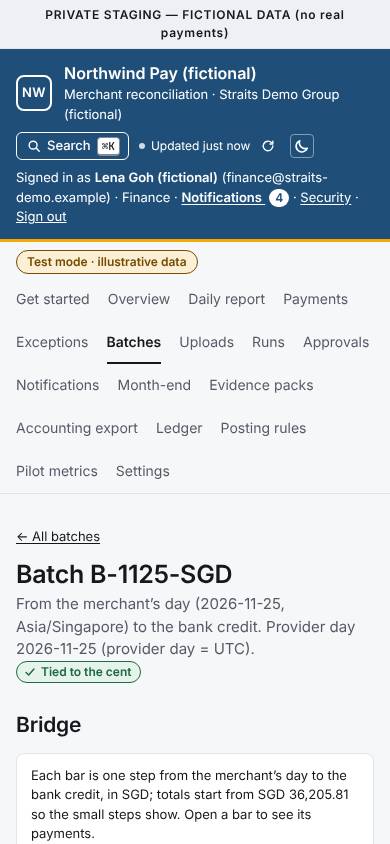 PRIVATE STAGING — FICTIONAL DATA (no real
payments)
NW
Northwind Pay (fictional)
Merchant reconciliation · Straits Demo Group
(fictional)
Search ⌘K
Updated just now
Signed in as Lena Goh (fictional) (finance@straits-
demo.example) · Finance · Notifications 4 · Security ·
Sign out
Test mode · illustrative data
Get started Overview Daily report Payments
Exceptions Batches Uploads Runs Approvals
Notifications Month-end Evidence packs
Accounting export Ledger Posting rules
Pilot metrics Settings
← All batches
Batch B-1125-SGD
From the merchant’s day (2026-11-25,
Asia/Singapore) to the bank credit. Provider day
2026-11-25 (provider day = UTC).
Tied to the cent
Bridge
Each bar is one step from the merchant’s day to the
bank credit, in SGD; totals start from SGD 36,205.81
so the small steps show. Open a bar to see its
payments.